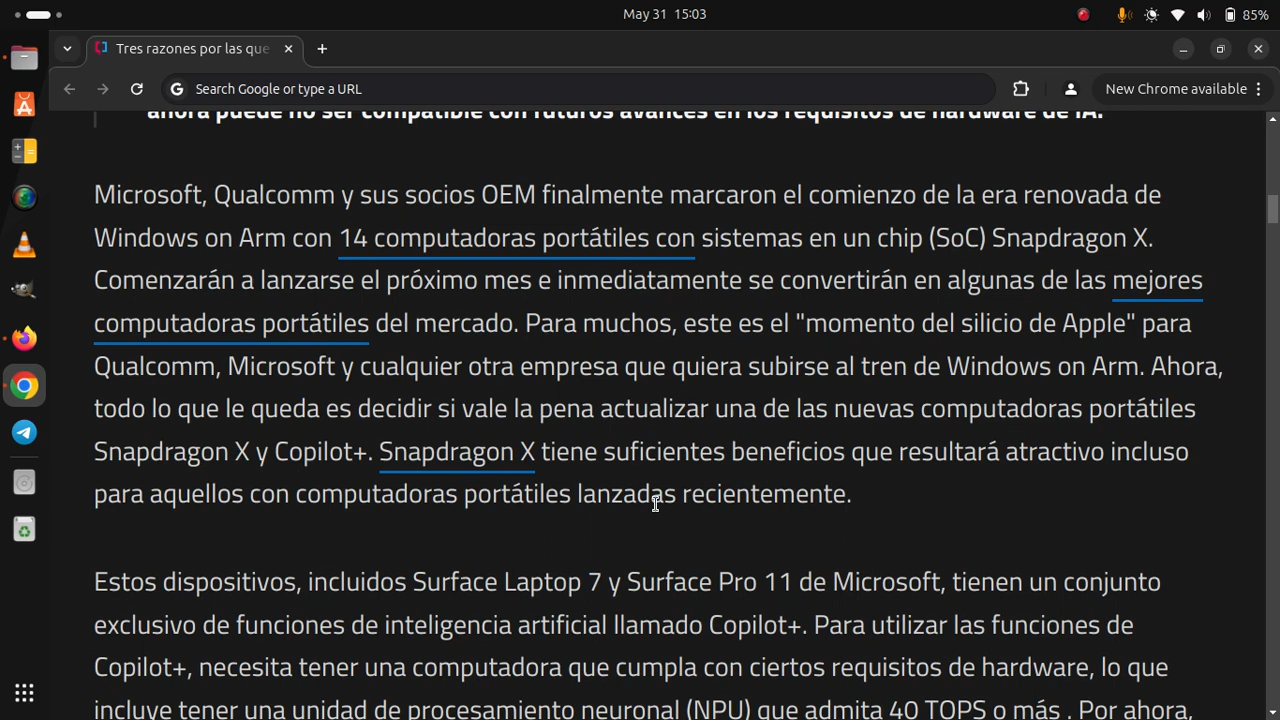 May 31 15:03
85%
Tres razones por las que
Search Google or type a URL
New Chrome available
ahora puede no ser compatible con futuros avances en los requisitos de hardware de IA.
Microsoft, Qualcomm y sus socios OEM finalmente marcaron el comienzo de la era renovada de
Windows on Arm con 14 computadoras portátiles con sistemas en un chip (SoC) Snapdragon X.
Comenzarán a lanzarse el próximo mes e inmediatamente se convertirán en algunas de las mejores
computadoras portátiles del mercado. Para muchos, este es el "momento del silicio de Apple" para
Qualcomm, Microsoft y cualquier otra empresa que quiera subirse al tren de Windows on Arm. Ahora,
todo lo que le queda es decidir si vale la pena actualizar una de las nuevas computadoras portátiles
Snapdragon X y Copilot+. Snapdragon X tiene suficientes beneficios que resultará atractivo incluso
para aquellos con computadoras portátiles lanzadas recientemente.
Estos dispositivos, incluidos Surface Laptop 7 y Surface Pro 11 de Microsoft, tienen un conjunto
exclusivo de funciones de inteligencia artificial llamado Copilot+. Para utilizar las funciones de
Copilot+, necesita tener una computadora que cumpla con ciertos requisitos de hardware, lo que
incluye tener una unidad de procesamiento neuronal (NPU) que admita 40 TOPS o más . Por ahora,